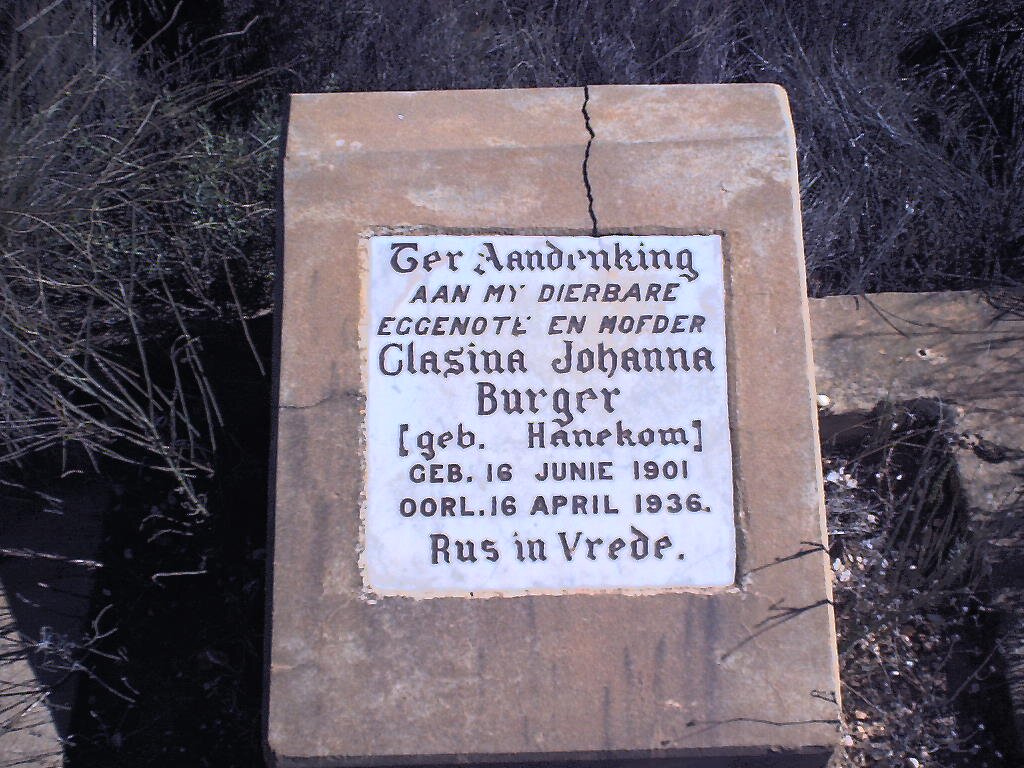 Ter Aandenking
AAN MY DIERBARE
EGGENOTE EN MOEDER
Clasina Johanna
Burger
[geb. Hanekom]
GEB. 16 JUNIE 1901
OORL. 16 APRIL 1936.
Rus in Vrede.